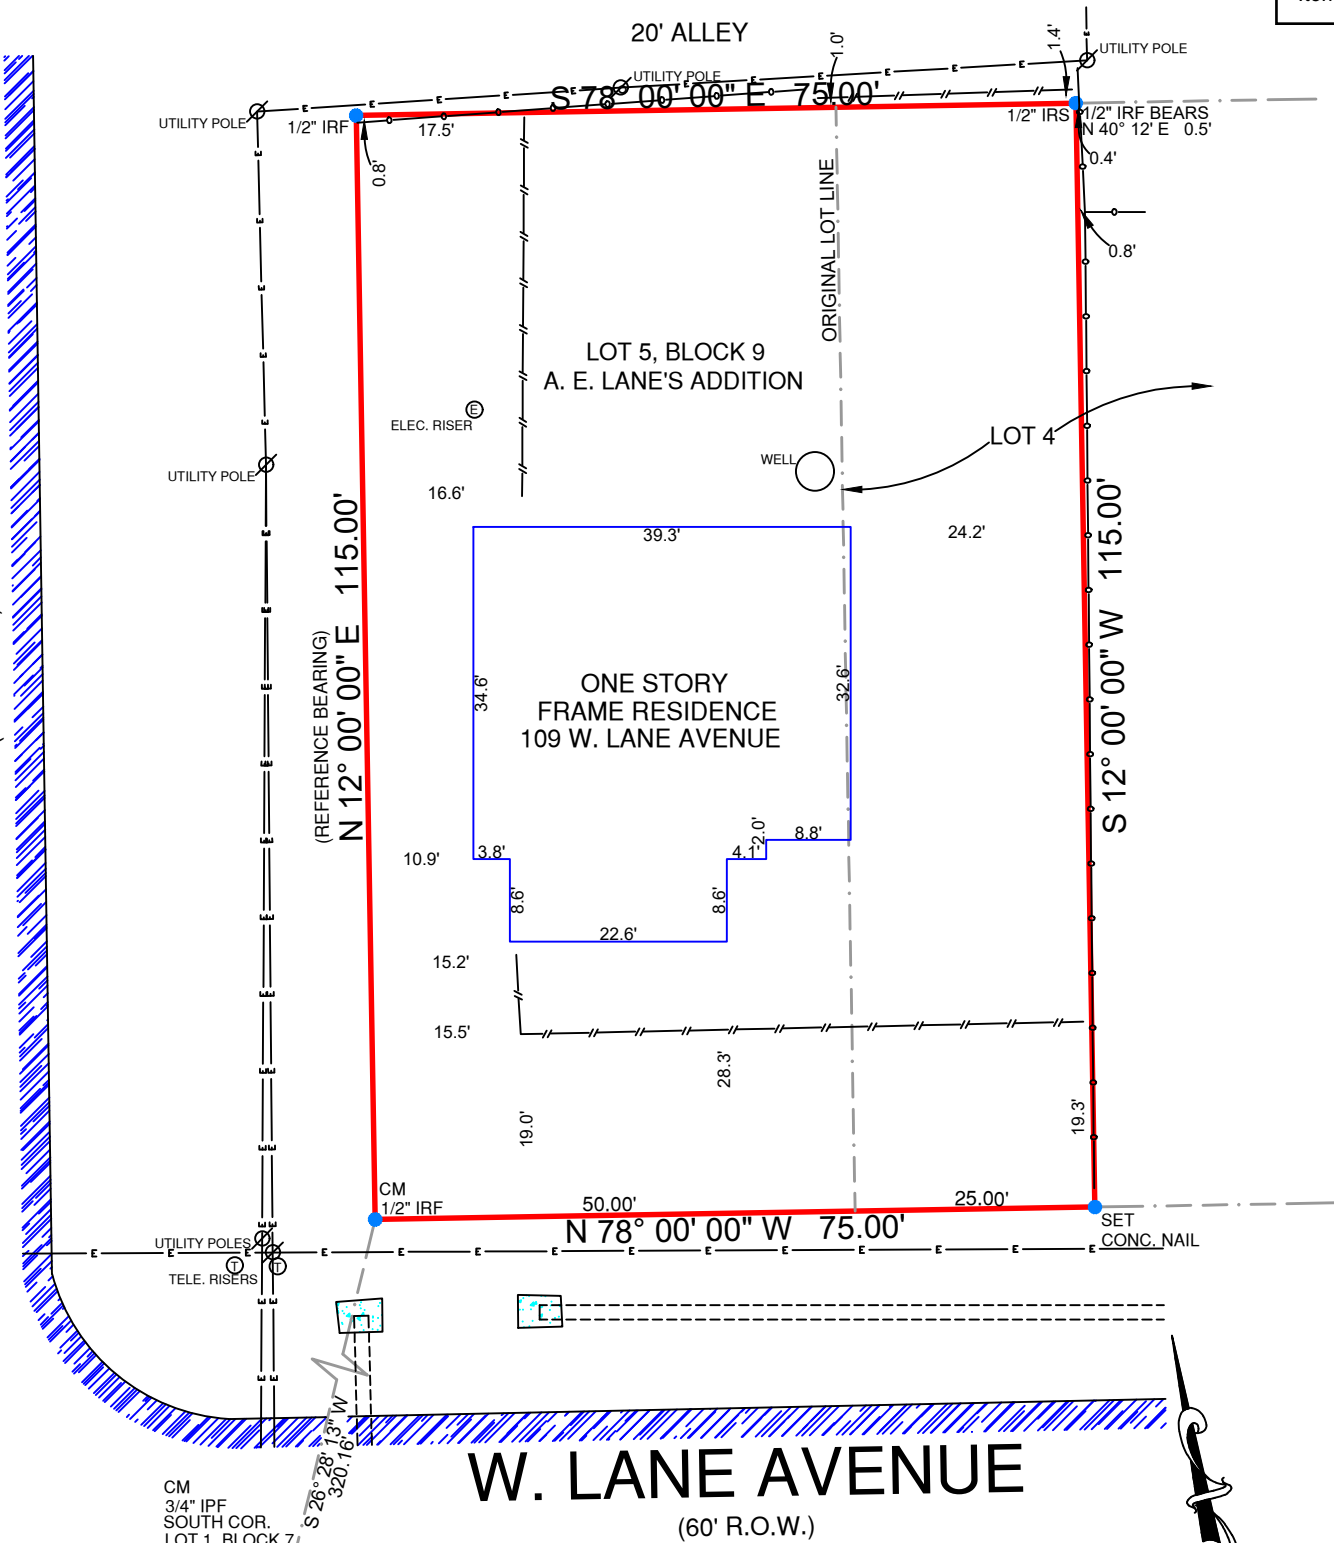 20' ALLEY
1.0'
1.4'
UTILITY POLE
UTILITY POLE
S 78° 00' 00" E 75.00'
UTILITY POLE
1/2" IRF
17.5'
0.8'
1/2" IRS
1/2" IRF BEARS
N 40° 12' E 0.5'
0.4'
0.8'
ORIGINAL LOT LINE
LOT 5, BLOCK 9
A. E. LANE'S ADDITION
E
ELEC. RISER
LOT 4
WELL
UTILITY POLE
16.6'
39.3'
24.2'
(REFERENCE BEARING)
N 12° 00' 00" E 115.00'
S 12° 00' 00" W 115.00'
34.6'
32.6'
ONE STORY
FRAME RESIDENCE
109 W. LANE AVENUE
10.9'
3.8'
4.1'
2.0'
8.8'
8.6'
8.6'
22.6'
15.2'
15.5'
28.3'
19.0'
19.3'
CM
1/2" IRF
50.00'
25.00'
N 78° 00' 00" W 75.00'
SET
CONC. NAIL
UTILITY POLES
T
T
TELE. RISERS
S 26° 28' 13" W
320.16'
W. LANE AVENUE
(60' R.O.W.)
CM
3/4" IPF
SOUTH COR.
LOT 1, BLOCK 7